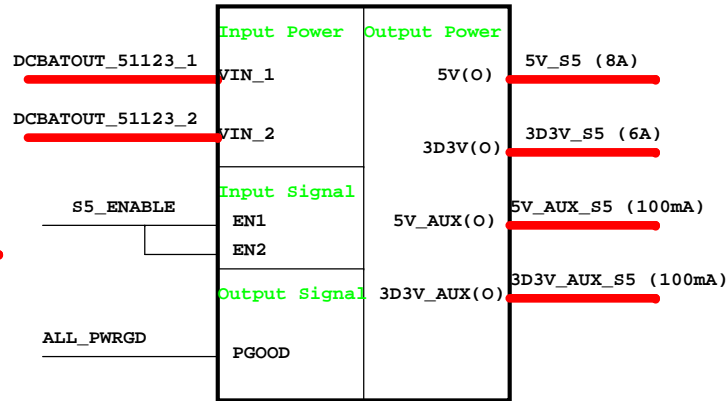 Input Power
Output Power
DCBATOUT_51123_1
VIN_1
5V(O)
5V_S5 (8A)
DCBATOUT_51123_2
VIN_2
3D3V(O)
3D3V_S5 (6A)
Input Signal
S5_ENABLE
EN1
5V_AUX(O)
5V_AUX_S5 (100mA)
EN2
Output Signal
3D3V_AUX(O)
3D3V_AUX_S5 (100mA)
ALL_PWRGD
PGOOD